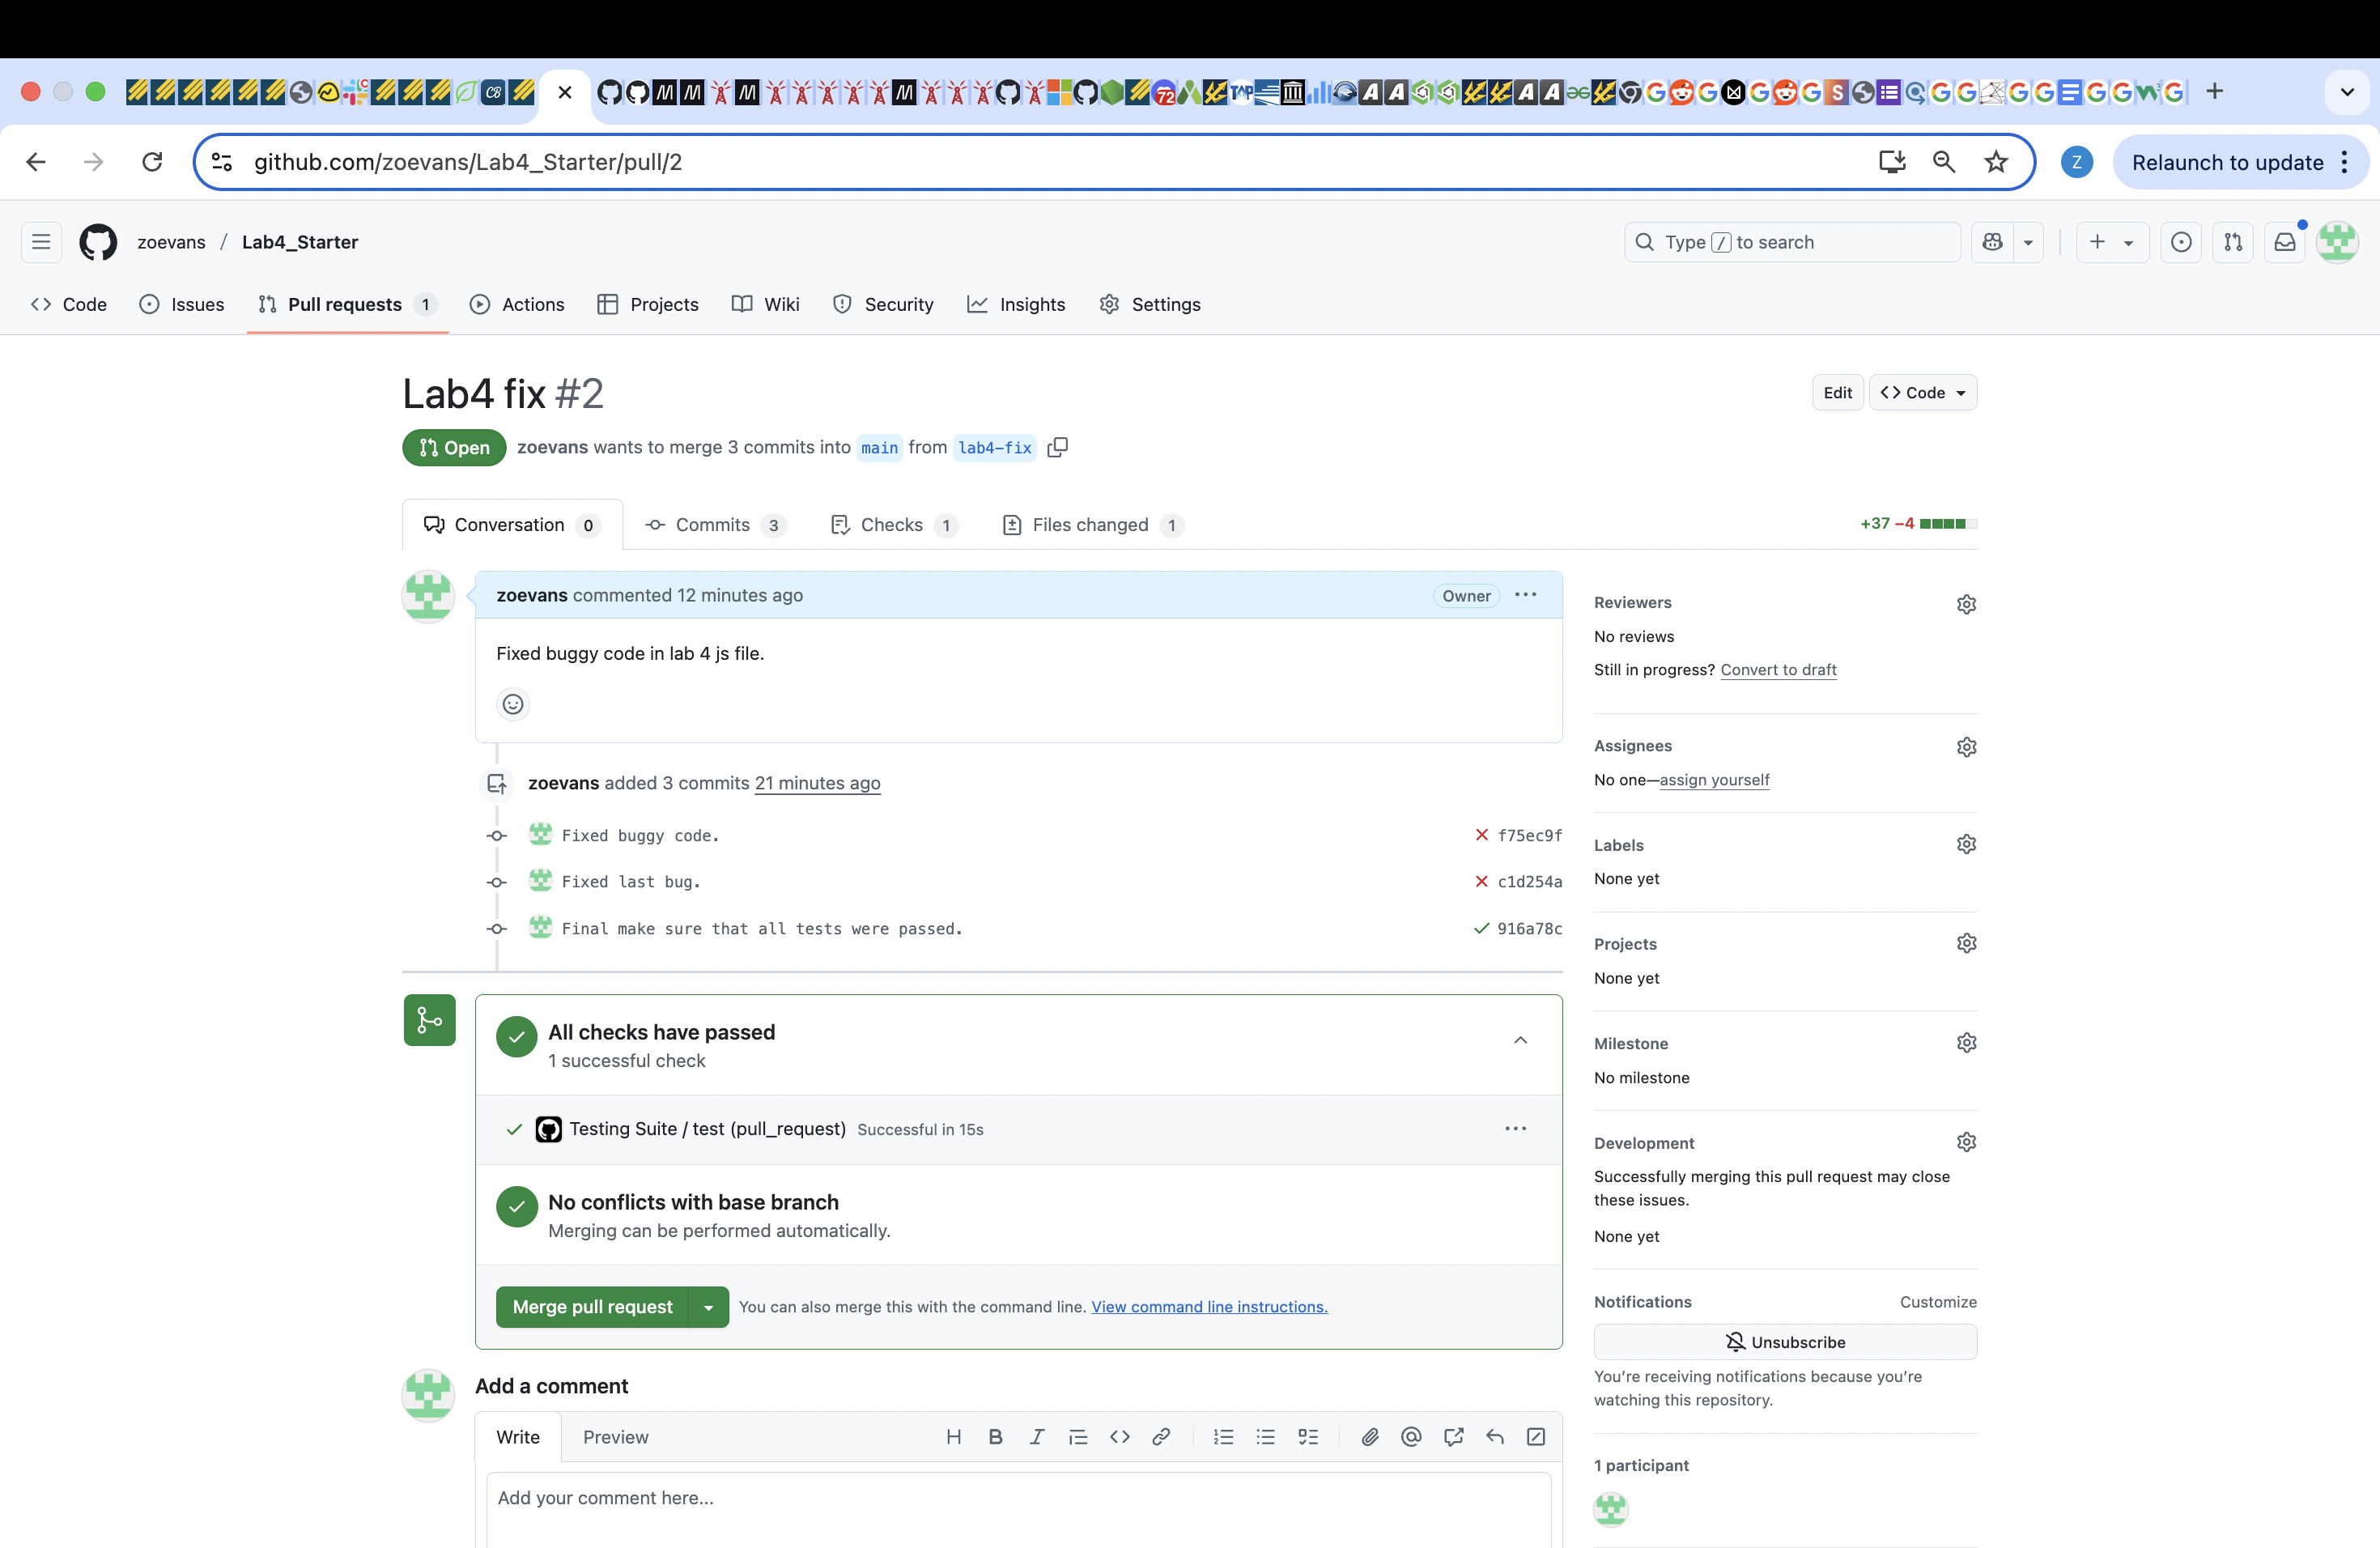 github.com/zoevans/Lab4_Starter/pull/2
Z
Relaunch to update
zoevans / Lab4_Starter
Type / to search
Code
Issues
Pull requests 1
Actions
Projects
Wiki
Security
Insights
Settings
Lab4 fix #2
Edit
Code
Open
zoevans wants to merge 3 commits into main from lab4-fix
Conversation 0
Commits 3
Checks 1
Files changed 1
+37 −4
zoevans commented 12 minutes ago
Owner
Fixed buggy code in lab 4 js file.
zoevans added 3 commits 21 minutes ago
Fixed buggy code. f75ec9f
Fixed last bug. c1d254a
Final make sure that all tests were passed. 916a78c
All checks have passed
1 successful check
Testing Suite / test (pull_request) Successful in 15s
No conflicts with base branch
Merging can be performed automatically.
Merge pull request
You can also merge this with the command line. View command line instructions.
Add a comment
Write
Preview
Add your comment here...
Reviewers
No reviews
Still in progress? Convert to draft
Assignees
No one—assign yourself
Labels
None yet
Projects
None yet
Milestone
No milestone
Development
Successfully merging this pull request may close
these issues.
None yet
Notifications
Customize
Unsubscribe
You’re receiving notifications because you’re
watching this repository.
1 participant